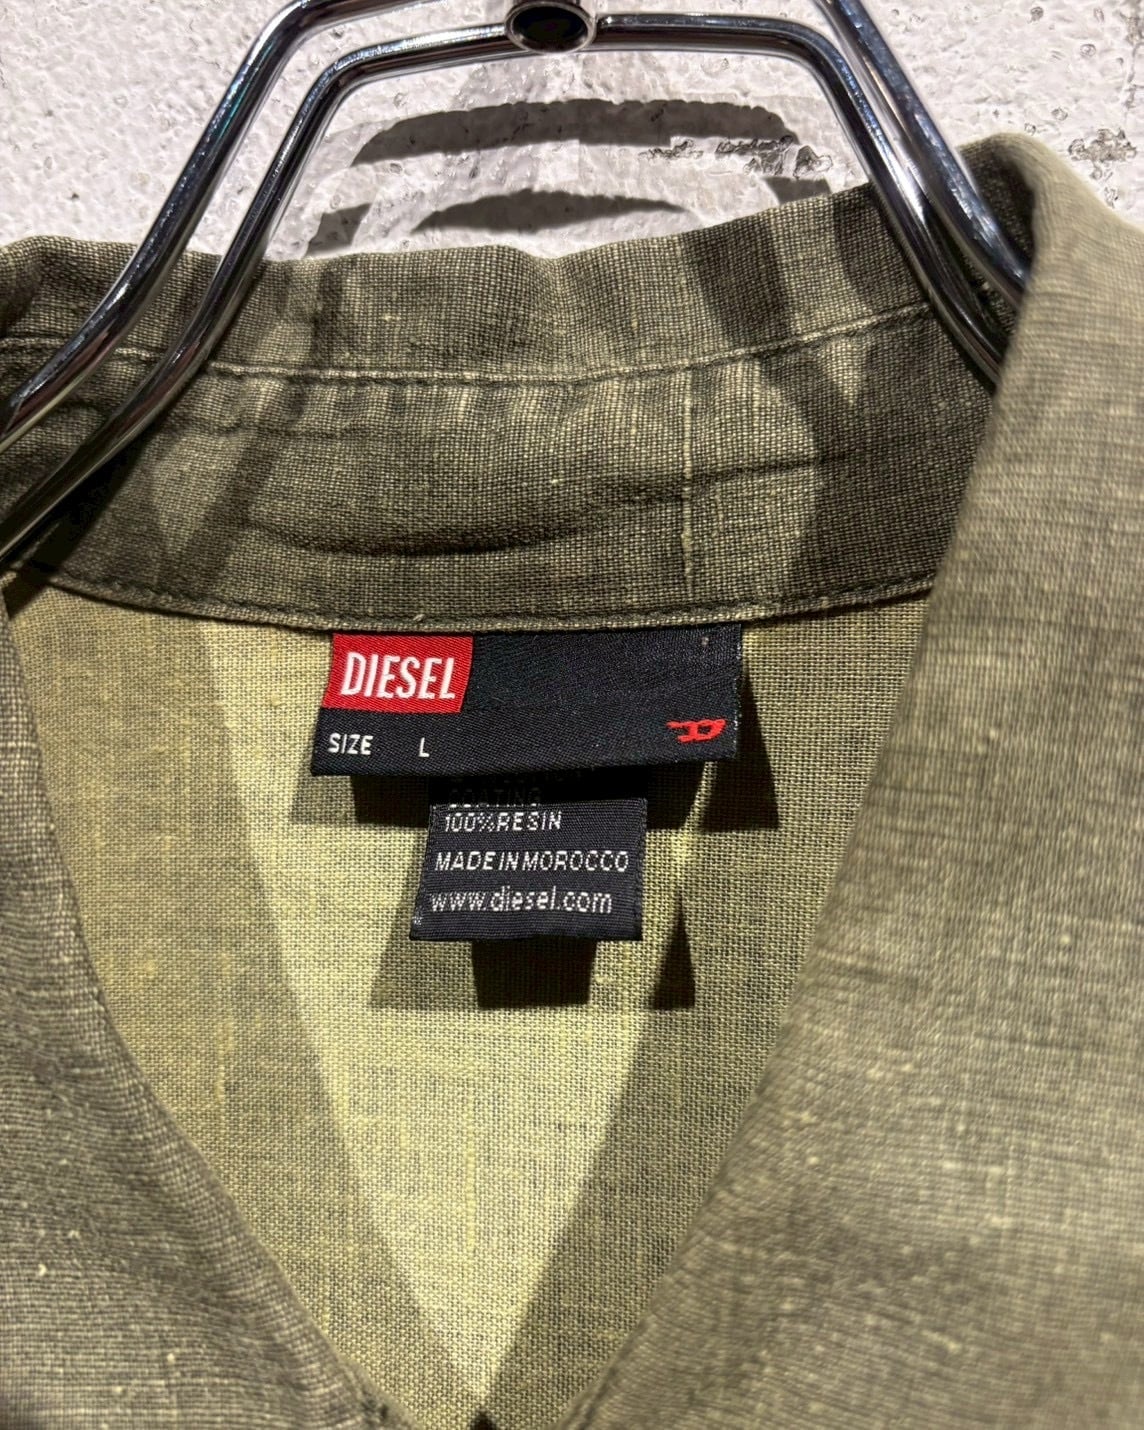 DIESEL
SIZE L
COATING
100%RESIN
MADE IN MOROCCO
www.diesel.com